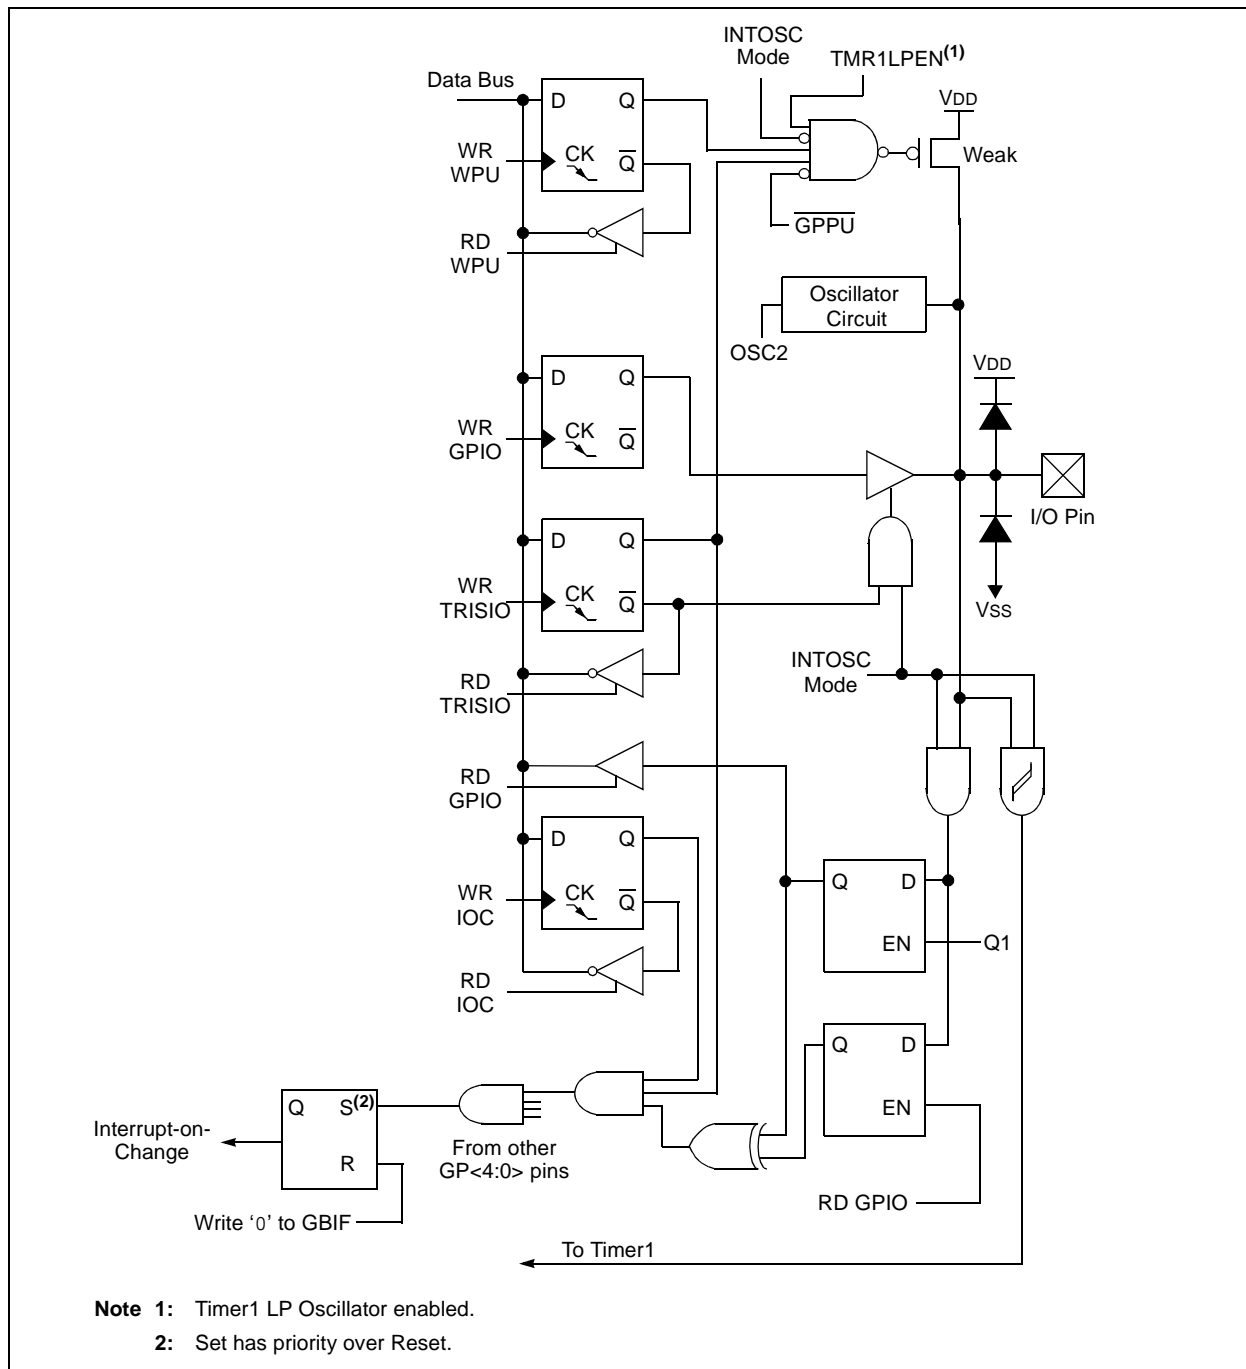 INTOSC
Mode
TMR1LPEN(1)
Data Bus
VDD
D
Q
WR
WPU
CK
Q
Weak
GPPU
RD
WPU
Oscillator
Circuit
OSC2
D
Q
VDD
WR
GPIO
CK
Q
I/O Pin
D
Q
WR
TRISIO
CK
Q
VSS
INTOSC
Mode
RD
TRISIO
RD
GPIO
D
Q
WR
IOC
CK
Q
Q
D
EN
Q1
RD
IOC
Q
D
EN
Q
S(2)
R
Interrupt-on-
Change
From other
GP<4:0> pins
RD GPIO
Write ‘0’ to GBIF
To Timer1
Note 1: Timer1 LP Oscillator enabled.
2: Set has priority over Reset.